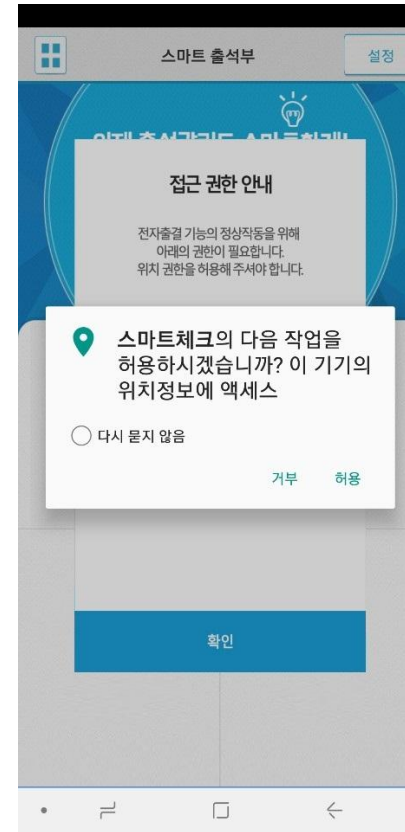 스마트 출석부
설정
접근 권한 안내
전자출결 기능의 정상작동을 위해
아래의 권한이 필요합니다.
위치 권한을 허용해 주셔야 합니다.
스마트체크의 다음 작업을
허용하시겠습니까? 이 기기의
위치정보에 액세스
다시 묻지 않음
거부 허용
확인